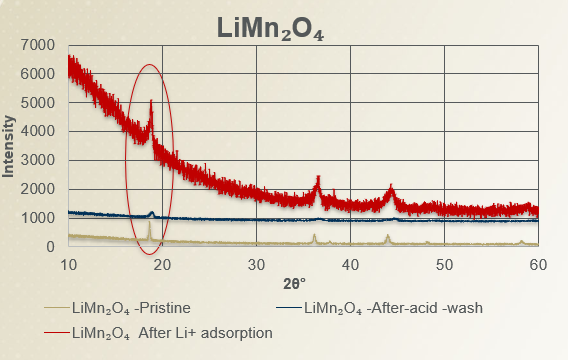 LiMn₂O₄
7000
6000
5000
4000
3000
2000
1000
0
Intensity
10 20 30 40 50 60
2θ°
LiMn₂O₄ -Pristine LiMn₂O₄ -After-acid -wash
LiMn₂O₄ After Li+ adsorption